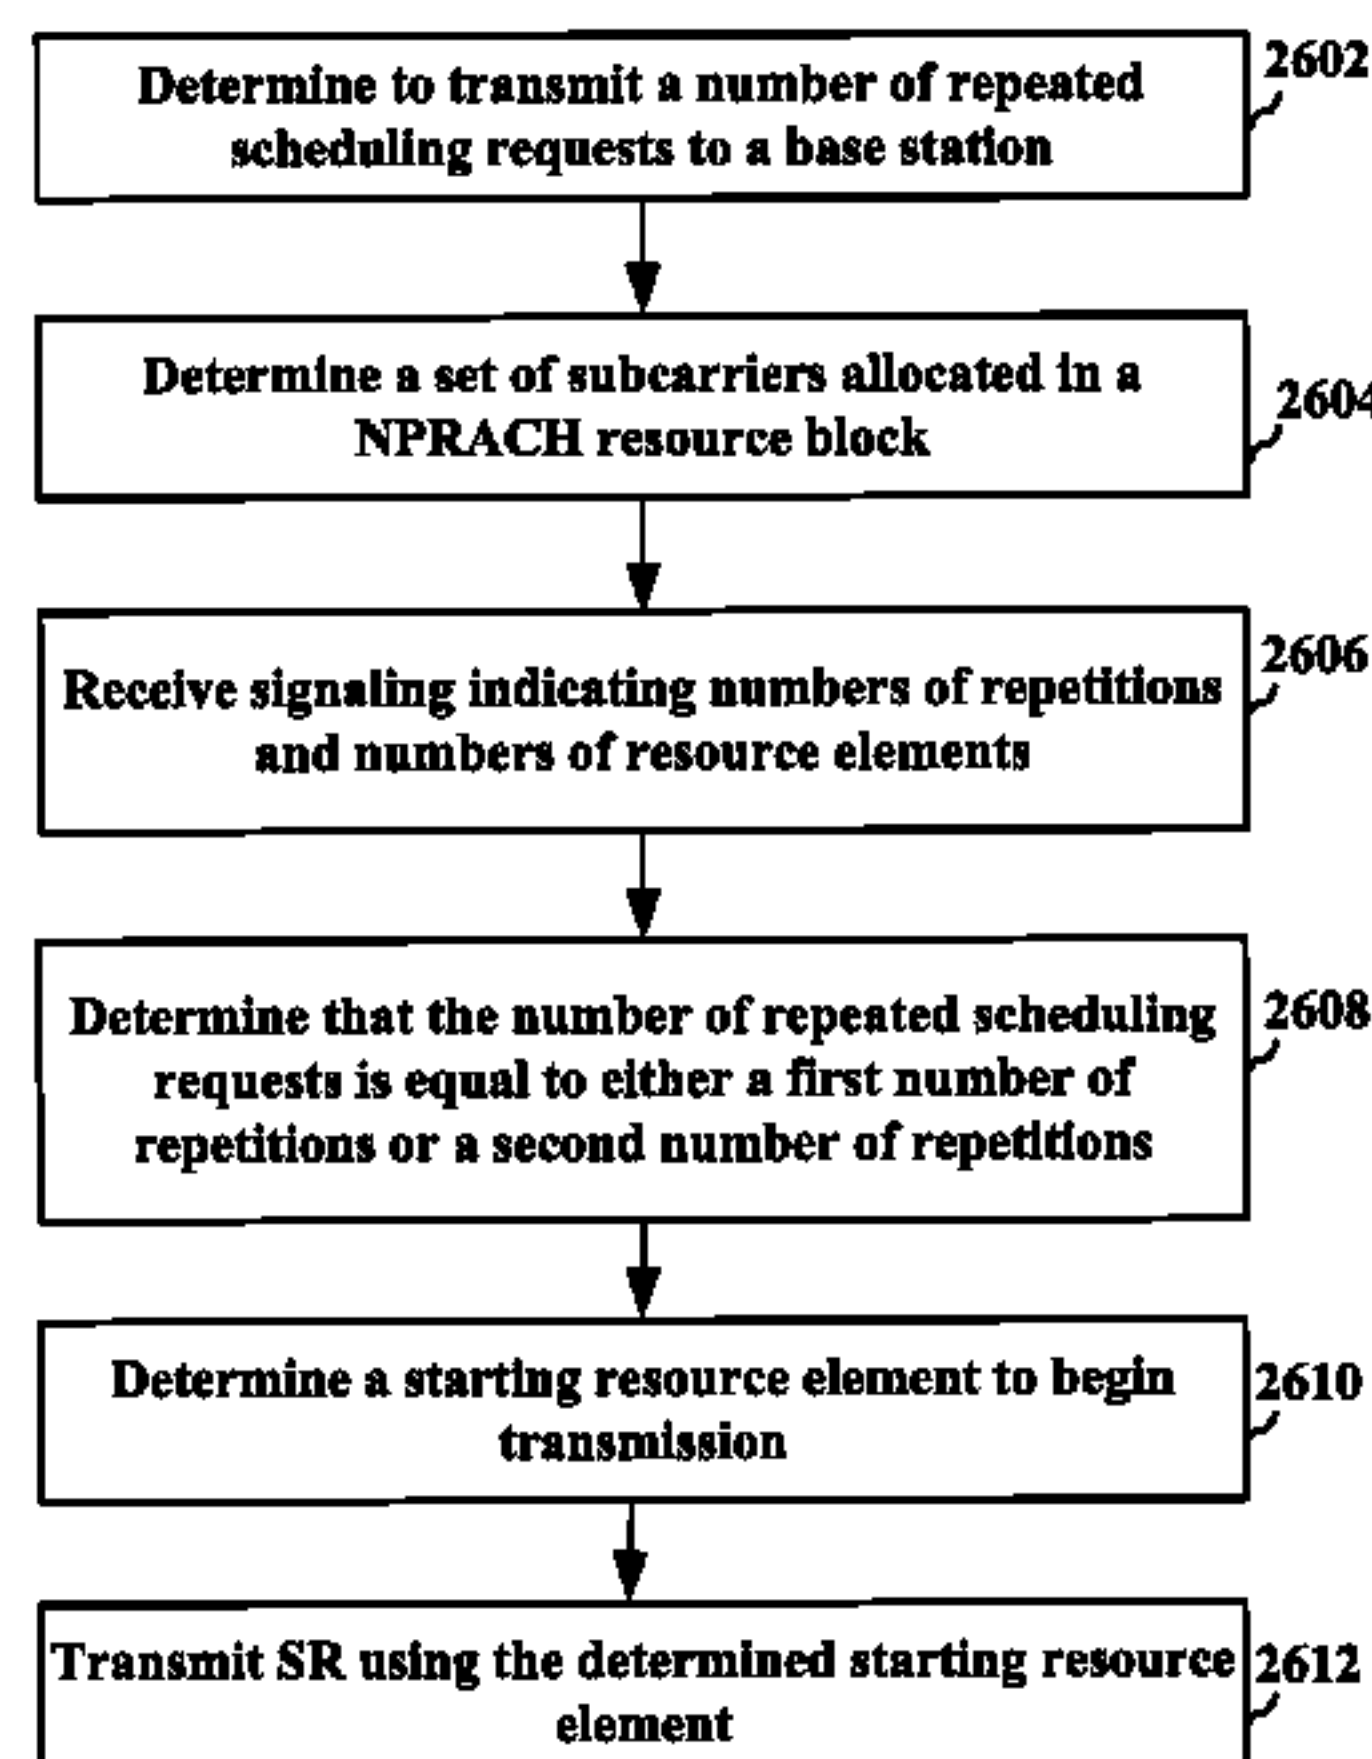 Determine to transmit a number of repeated
scheduling requests to a base station
2602
Determine a set of subcarriers allocated in a
NPRACH resource block
2604
Receive signaling indicating numbers of repetitions
and numbers of resource elements
2606
Determine that the number of repeated scheduling
requests is equal to either a first number of
repetitions or a second number of repetitions
2608
Determine a starting resource element to begin
transmission
2610
Transmit SR using the determined starting resource
element
2612